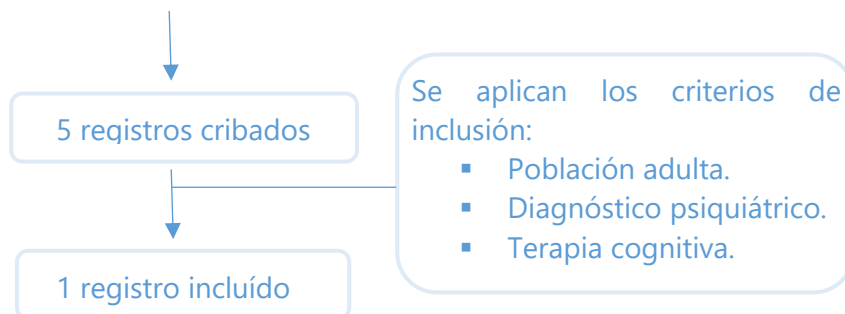 5 registros cribados
Se aplican los criterios de
inclusión:
▪ Población adulta.
▪ Diagnóstico psiquiátrico.
▪ Terapia cognitiva.
1 registro incluído